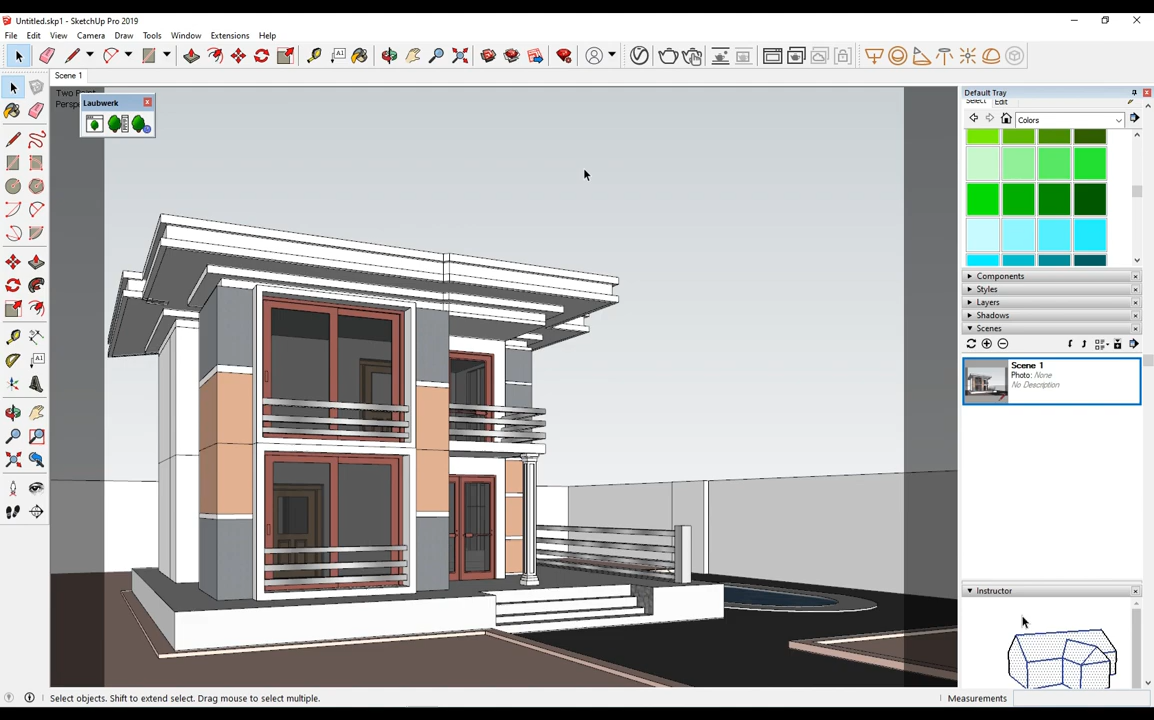 Untitled.skp1 - SketchUp Pro 2019
File Edit View Camera Draw Tools Window Extensions Help
Scene 1
Default Tray
Select Edit
Colors
Laubwerk
Components
Styles
Layers
Shadows
Scenes
Scene 1
Photo: None
No Description
Instructor
Select objects. Shift to extend select. Drag mouse to select multiple.
Measurements